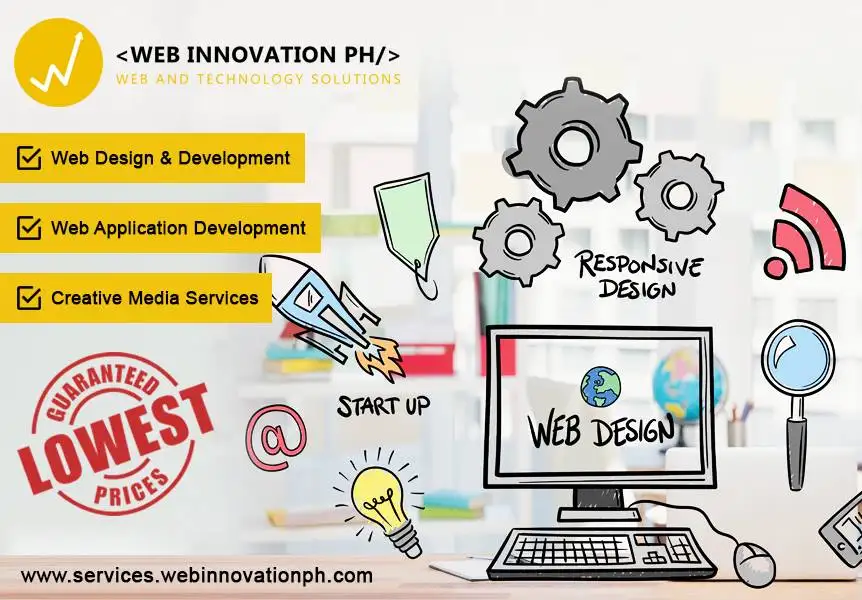 <WEB INNOVATION PH/>
WEB AND TECHNOLOGY SOLUTIONS
Web Design & Development
Web Application Development
Creative Media Services
RESPONSIVE
DESIGN
START UP
@
WEB DESIGN
GUARANTEED
LOWEST
PRICES
www.services.webinnovationph.com